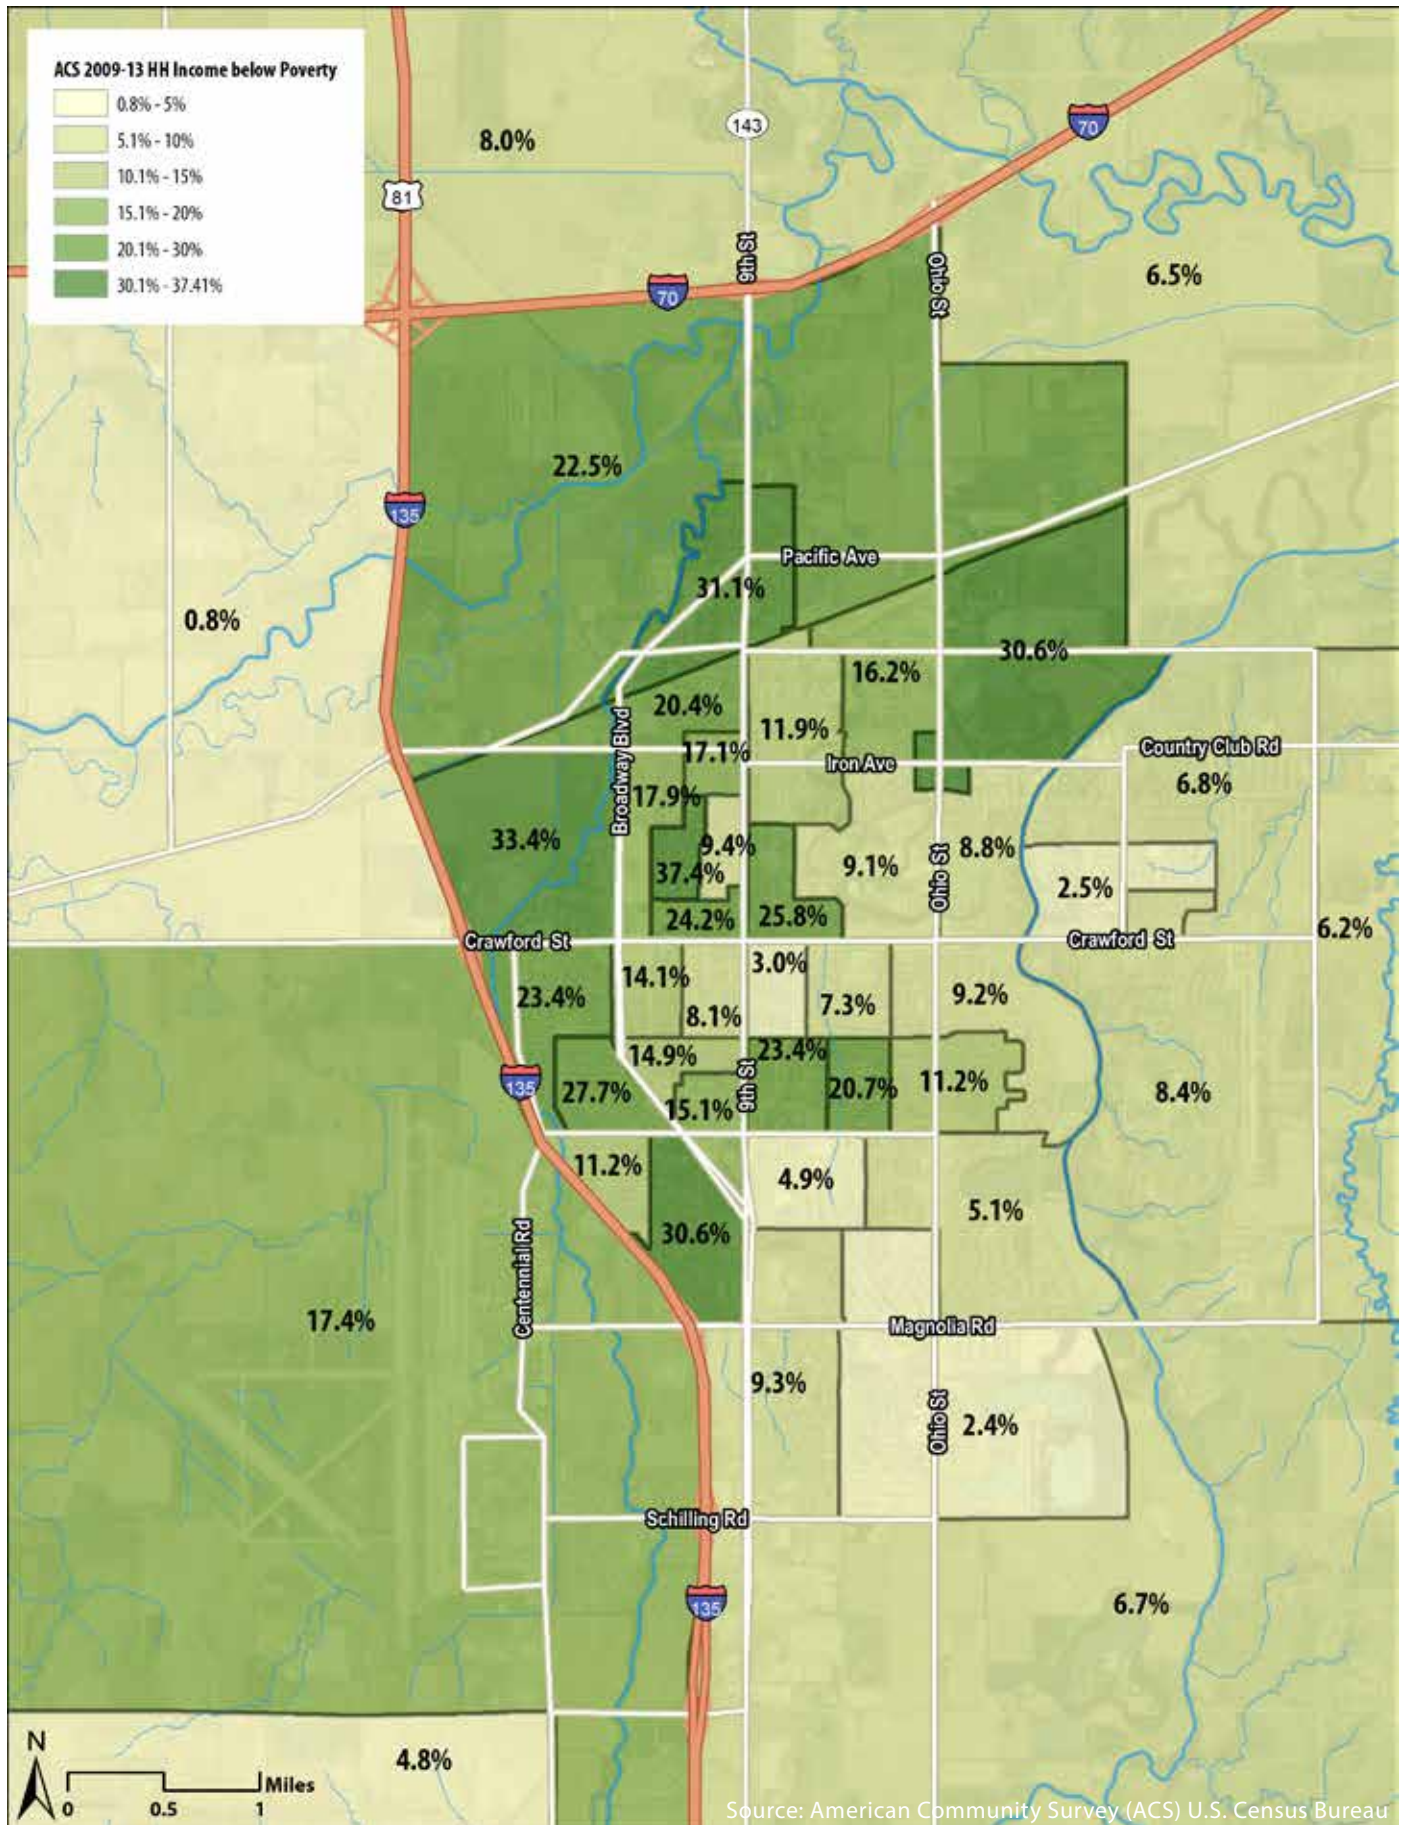 ACS 2009-13 HH Income below Poverty
0.8% - 5%
5.1% - 10%
10.1% - 15%
15.1% - 20%
20.1% - 30%
30.1% - 37.41%
8.0%
143
70
81
9th St
Ohio St
6.5%
70
22.5%
135
Pacific Ave
31.1%
0.8%
30.6%
16.2%
20.4%
11.9%
Broadway Blvd
17.1%
Country Club Rd
Iron Ave
6.8%
17.9%
33.4%
9.4%
8.8%
37.4%
9.1%
Ohio St
2.5%
24.2%
25.8%
6.2%
Crawford St
Crawford St
3.0%
14.1%
23.4%
7.3%
9.2%
8.1%
14.9%
23.4%
135
27.7%
9th St
20.7%
11.2%
8.4%
15.1%
11.2%
4.9%
5.1%
30.6%
Centennial Rd
17.4%
Magnolia Rd
9.3%
Ohio St
2.4%
Schilling Rd
135
6.7%
N
4.8%
Miles
0 0.5 1
Source: American Community Survey (ACS) U.S. Census Bureau